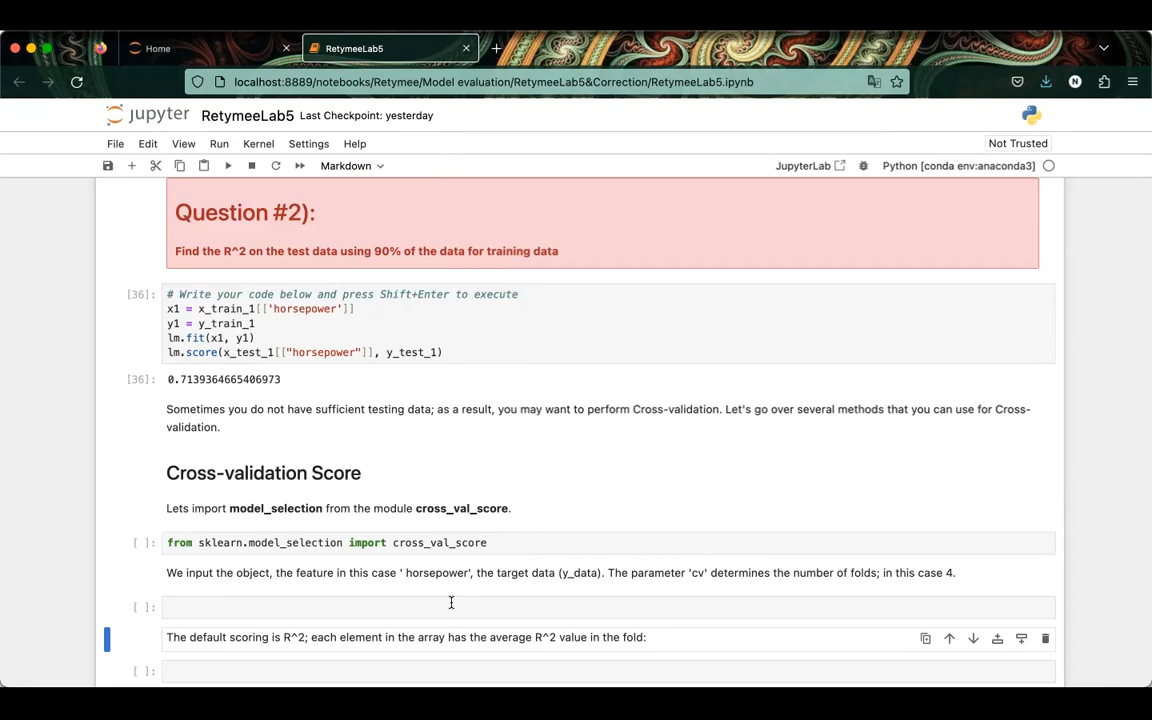 Home
RetymeeLab5
localhost:8889/notebooks/Retymee/Model evaluation/RetymeeLab5&Correction/RetymeeLab5.ipynb
N
jupyter RetymeeLab5 Last Checkpoint: yesterday
File Edit View Run Kernel Settings Help
Not Trusted
Markdown
JupyterLab
Python [conda env:anaconda3]
Question #2):
Find the R^2 on the test data using 90% of the data for training data
[36]: # Write your code below and press Shift+Enter to execute
x1 = x_train_1[['horsepower']]
y1 = y_train_1
lm.fit(x1, y1)
lm.score(x_test_1[["horsepower"]], y_test_1)
[36]: 0.7139364665406973
Sometimes you do not have sufficient testing data; as a result, you may want to perform Cross-validation. Let's go over several methods that you can use for Cross-
validation.
Cross-validation Score
Lets import model_selection from the module cross_val_score.
[ ]: from sklearn.model_selection import cross_val_score
We input the object, the feature in this case ' horsepower', the target data (y_data). The parameter 'cv' determines the number of folds; in this case 4.
[ ]:
The default scoring is R^2; each element in the array has the average R^2 value in the fold:
[ ]: